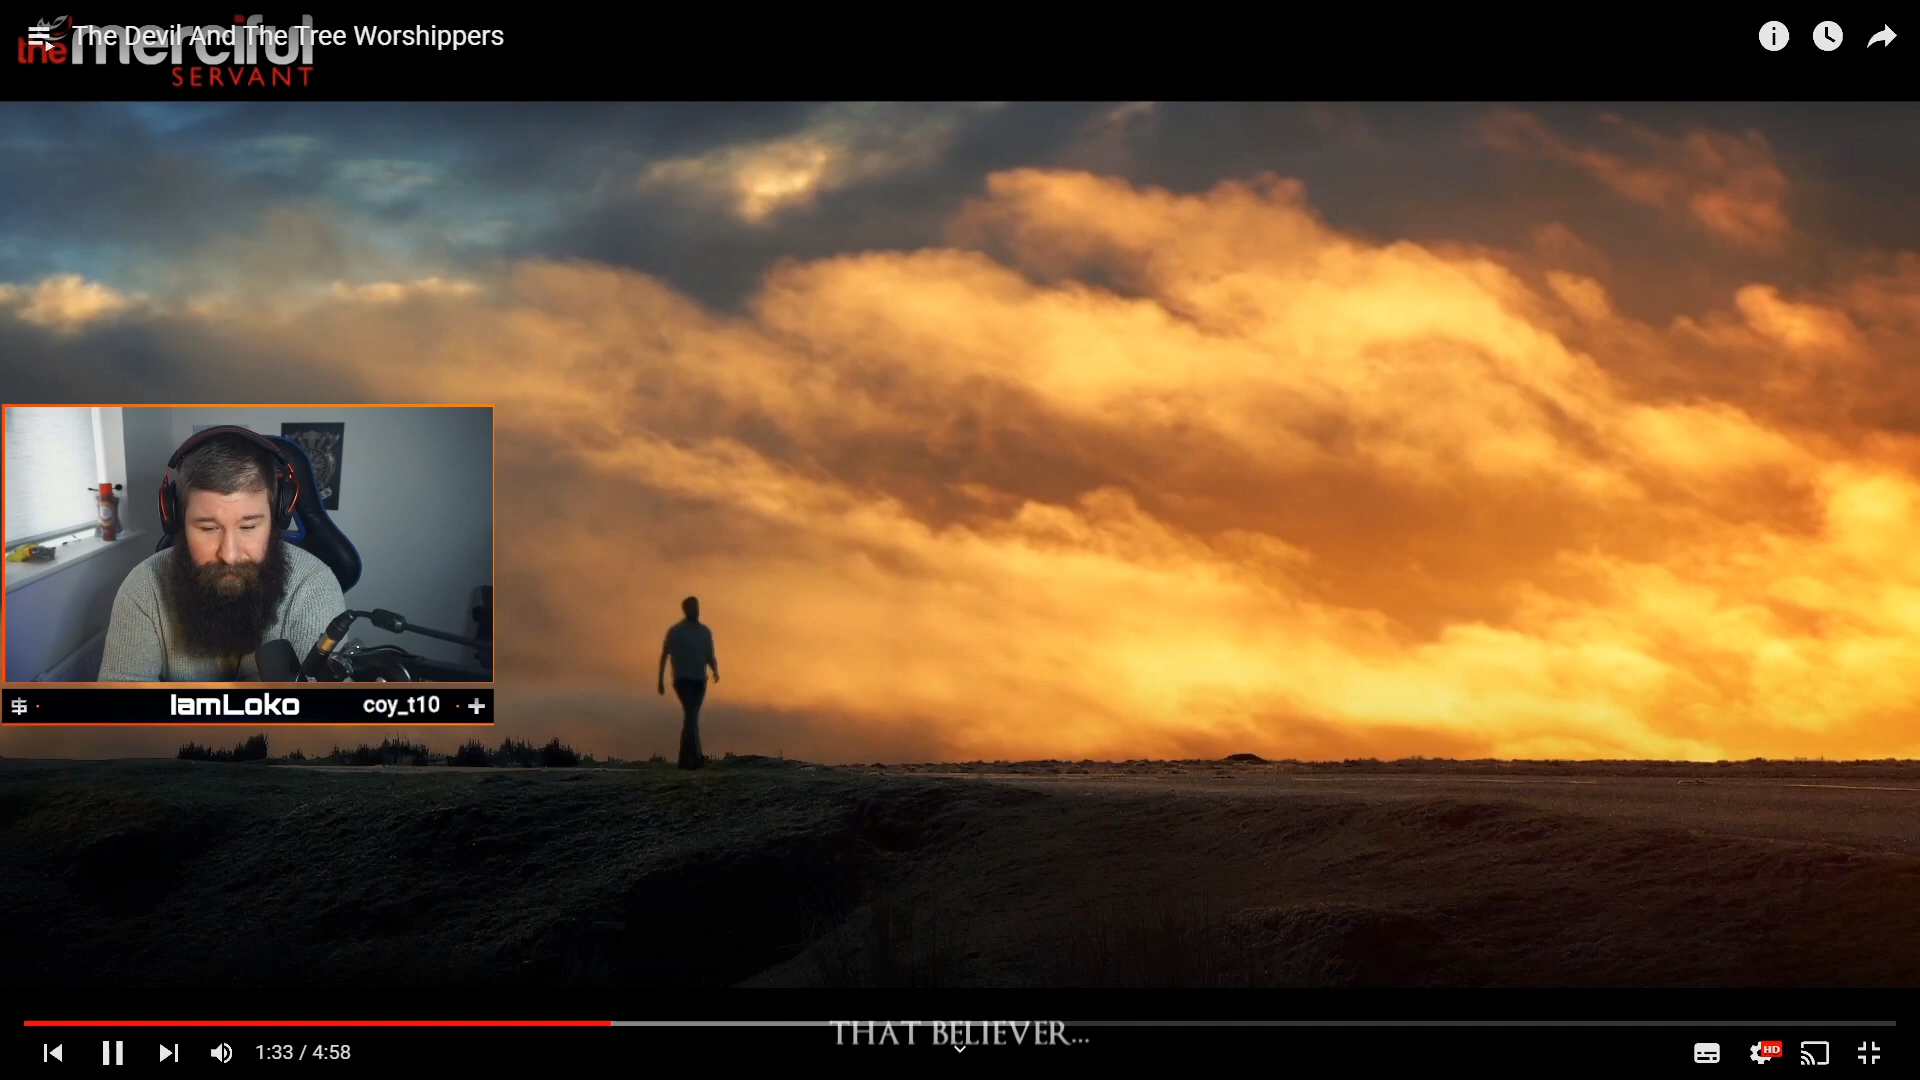 The Devil And The Tree Worshippers
the merciful
SERVANT
IamLoko
coy_t10
THAT BELIEVER...
1:33 / 4:58
HD